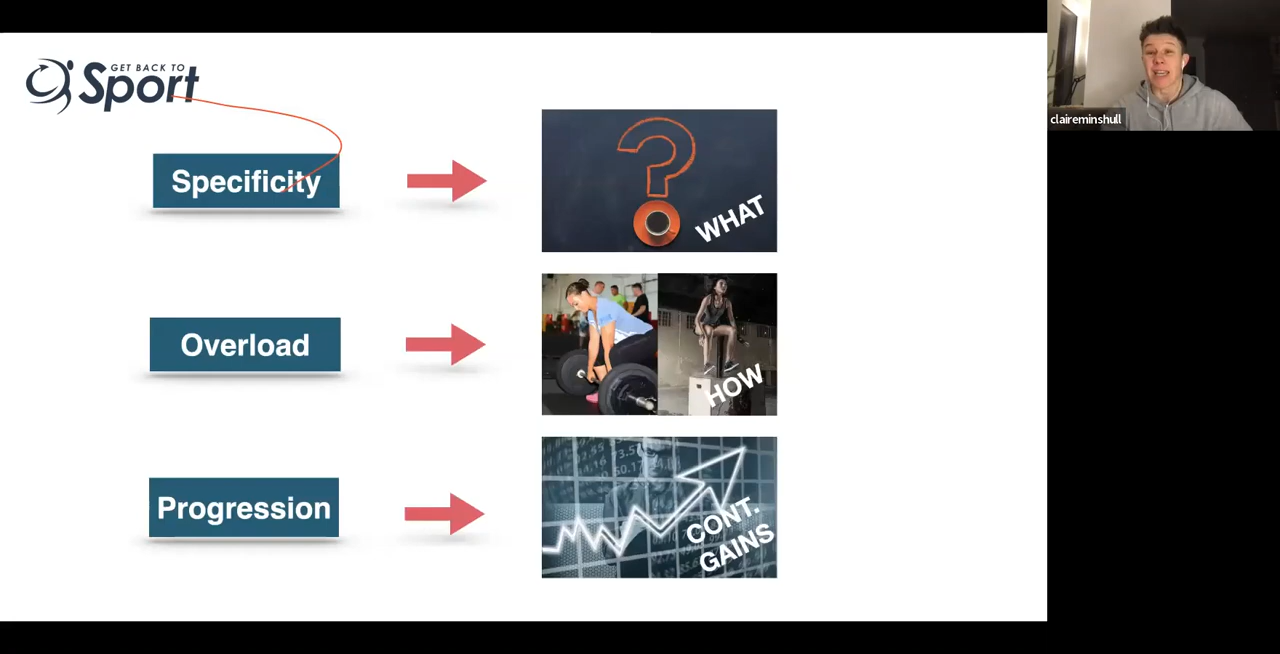 GET BACK TO
Sport
claireminshull
Specificity
WHAT
Overload
HOW
Progression
CONT.
GAINS